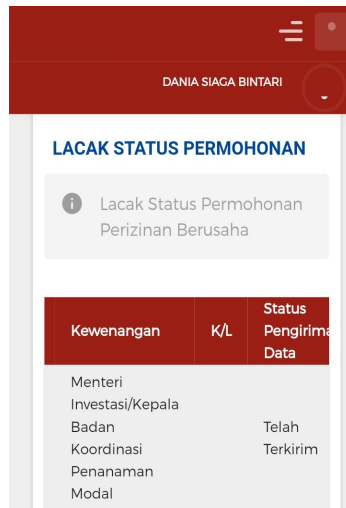 DANIA SIAGA BINTARI
LACAK STATUS PERMOHONAN
Lacak Status Permohonan
Perizinan Berusaha
Kewenangan
K/L
Status
Pengirima
Data
Menteri
Investasi/Kepala
Badan
Koordinasi
Penanaman
Modal
Telah
Terkirim